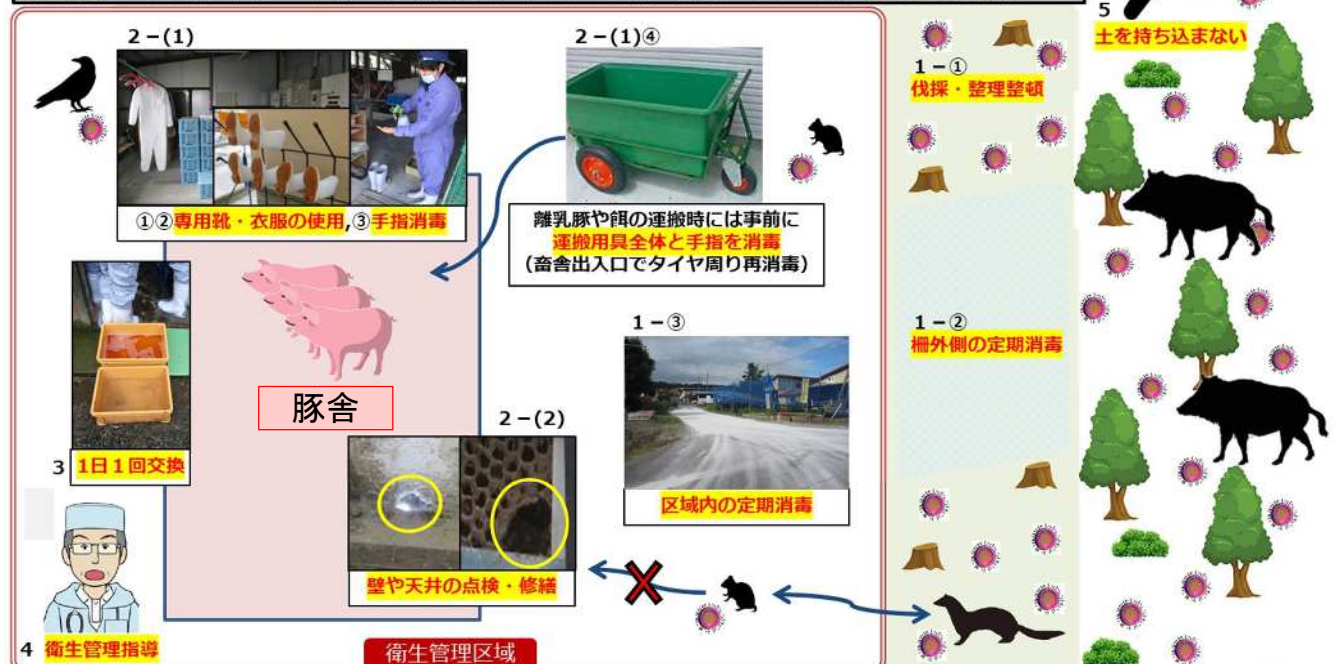 2－(1)
①②専用靴・衣服の使用,③手指消毒
2－(1)④
離乳豚や餌の運搬時には事前に
運搬用具全体と手指を消毒
(畜舎出入口でタイヤ周り再消毒)
1－①
伐採・整理整頓
5
土を持ち込まない
3 1日1回交換
豚舎
2－(2)
壁や天井の点検・修繕
1－③
区域内の定期消毒
1－②
柵外側の定期消毒
4 衛生管理指導
衛生管理区域